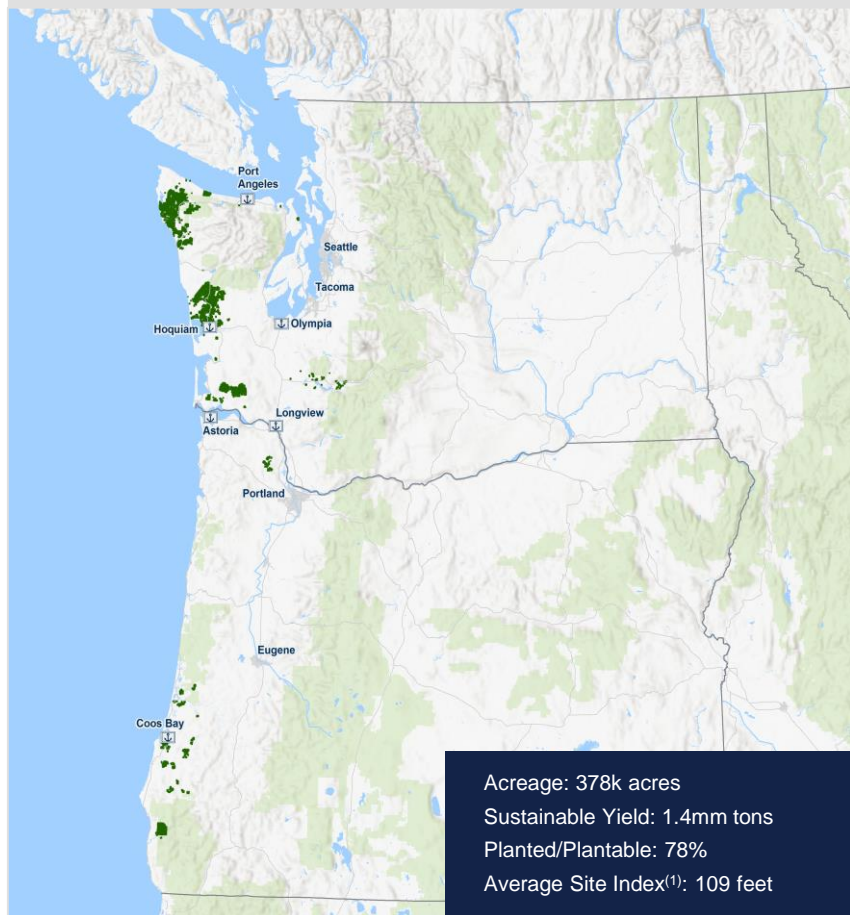 Port
Angeles
Seattle
Tacoma
Hoquiam
Olympia
Longview
Astoria
Portland
Eugene
Coos Bay
Acreage: 378k acres
Sustainable Yield: 1.4mm tons
Planted/Plantable: 78%
Average Site Index(1): 109 feet